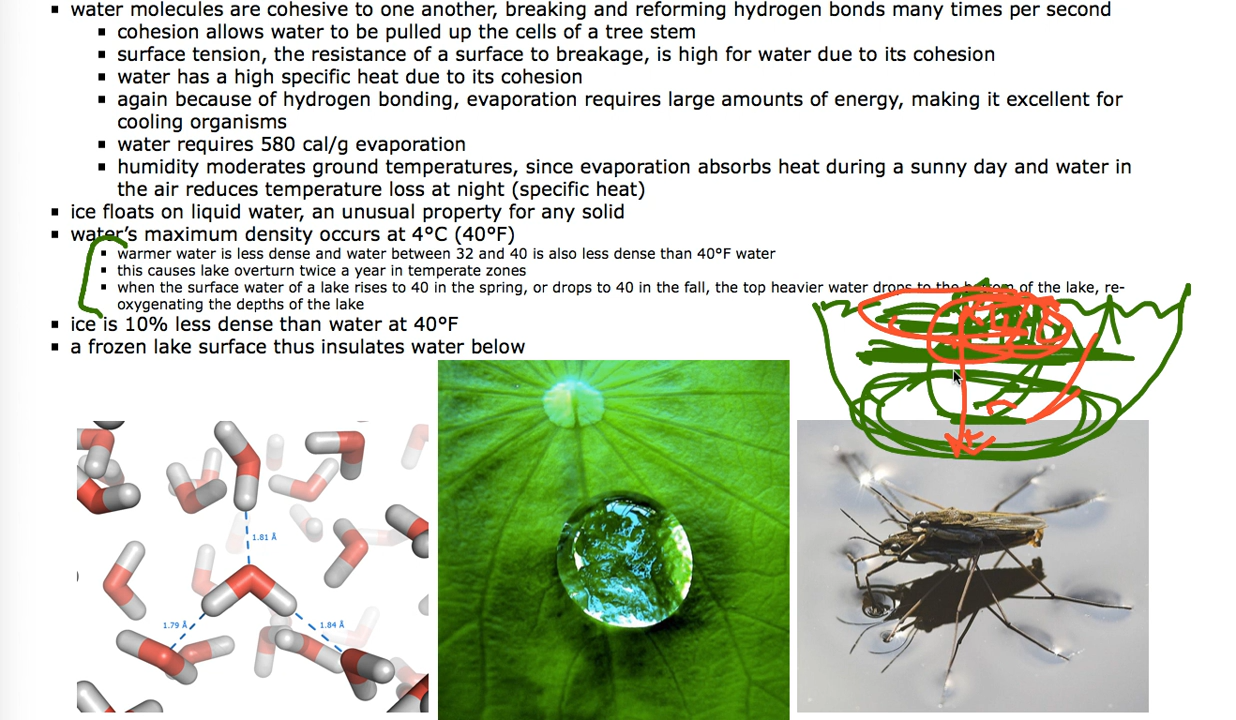 ▪ water molecules are cohesive to one another, breaking and reforming hydrogen bonds many times per second
▪ cohesion allows water to be pulled up the cells of a tree stem
▪ surface tension, the resistance of a surface to breakage, is high for water due to its cohesion
▪ water has a high specific heat due to its cohesion
▪ again because of hydrogen bonding, evaporation requires large amounts of energy, making it excellent for
cooling organisms
▪ water requires 580 cal/g evaporation
▪ humidity moderates ground temperatures, since evaporation absorbs heat during a sunny day and water in
the air reduces temperature loss at night (specific heat)
▪ ice floats on liquid water, an unusual property for any solid
▪ water's maximum density occurs at 4°C (40°F)
▪ warmer water is less dense and water between 32 and 40 is also less dense than 40°F water
▪ this causes lake overturn twice a year in temperate zones
▪ when the surface water of a lake rises to 40 in the spring, or drops to 40 in the fall, the top heavier water drops to the bottom of the lake, re-
oxygenating the depths of the lake
▪ ice is 10% less dense than water at 40°F
▪ a frozen lake surface thus insulates water below
1.81 Å
1.79 Å
1.84 Å